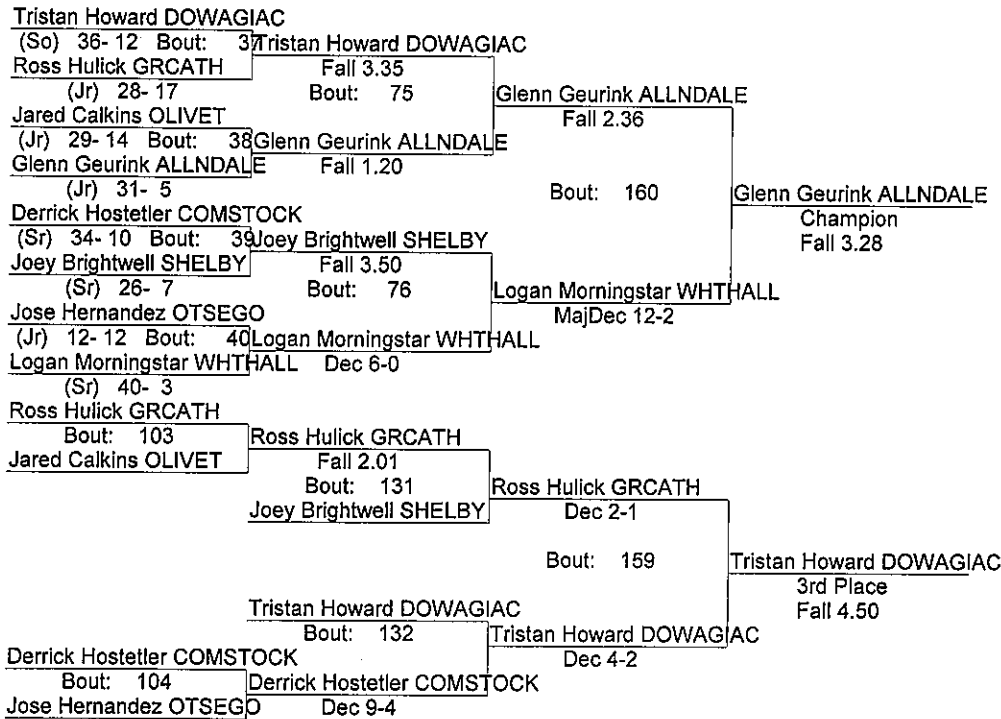 Tristan Howard DOWAGIAC
(So) 36- 12 Bout: 37 Tristan Howard DOWAGIAC
Ross Hulick GRCATH Fall 3.35
(Jr) 28- 17 Bout: 75 Glenn Geurink ALLNDALE
Jared Calkins OLIVET Fall 2.36
(Jr) 29- 14 Bout: 38 Glenn Geurink ALLNDALE
Glenn Geurink ALLNDALE Fall 1.20
(Jr) 31- 5 Bout: 160 Glenn Geurink ALLNDALE
Derrick Hostetler COMSTOCK Champion
(Sr) 34- 10 Bout: 39 Joey Brightwell SHELBY Fall 3.28
Joey Brightwell SHELBY Fall 3.50
(Sr) 26- 7 Bout: 76 Logan Morningstar WHTHALL
Jose Hernandez OTSEGO MajDec 12-2
(Jr) 12- 12 Bout: 40 Logan Morningstar WHTHALL
Logan Morningstar WHTHALL Dec 6-0
(Sr) 40- 3
Ross Hulick GRCATH
Bout: 103 Ross Hulick GRCATH
Jared Calkins OLIVET Fall 2.01
Bout: 131 Ross Hulick GRCATH
Joey Brightwell SHELBY Dec 2-1
Bout: 159 Tristan Howard DOWAGIAC
3rd Place
Tristan Howard DOWAGIAC Fall 4.50
Bout: 132 Tristan Howard DOWAGIAC
Derrick Hostetler COMSTOCK Dec 4-2
Bout: 104 Derrick Hostetler COMSTOCK
Jose Hernandez OTSEGO Dec 9-4